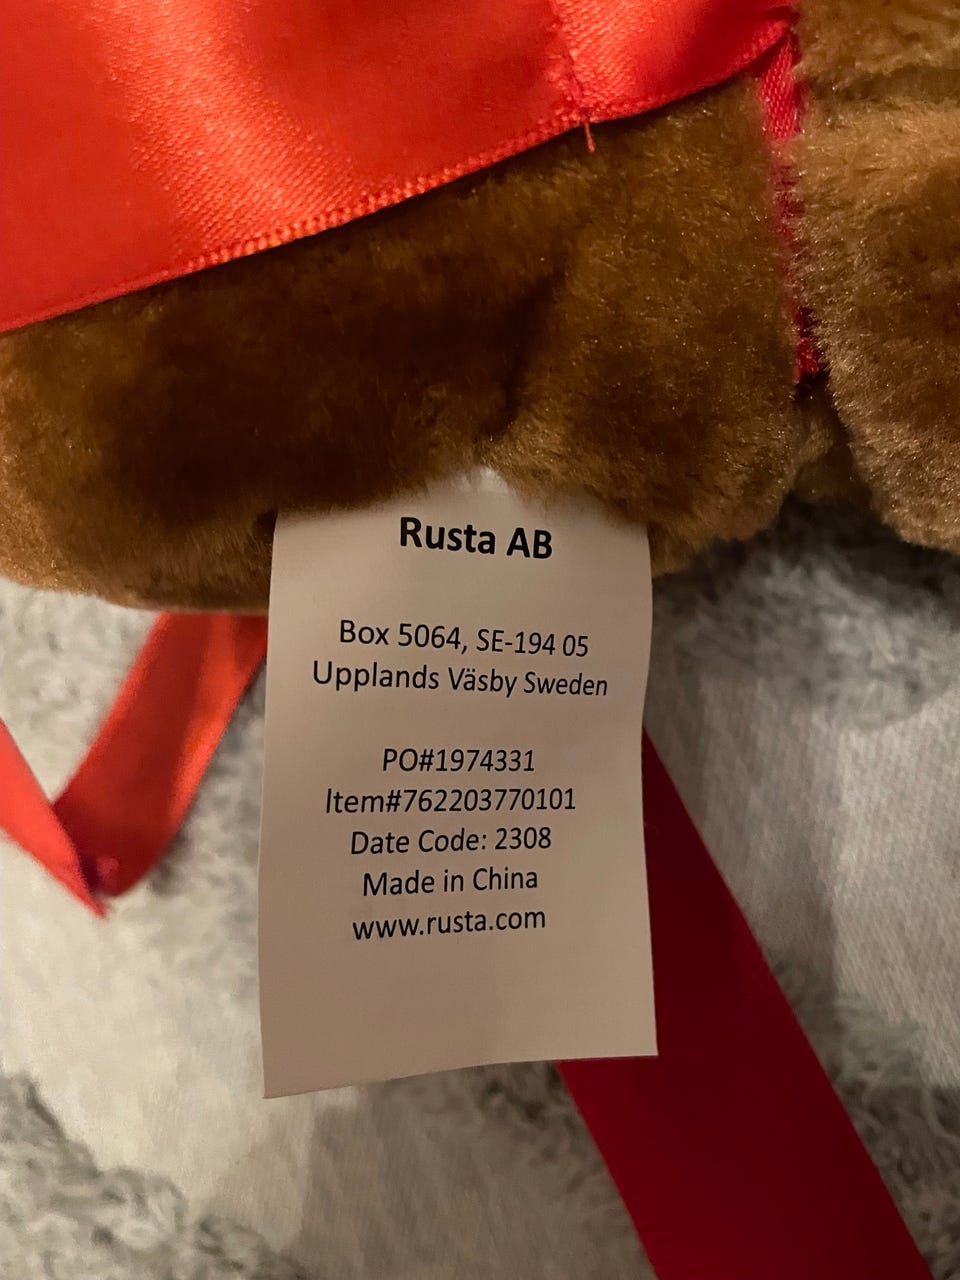 Rusta AB
Box 5064, SE-194 05
Upplands Väsby Sweden
PO#1974331
Item#762203770101
Date Code: 2308
Made in China
www.rusta.com